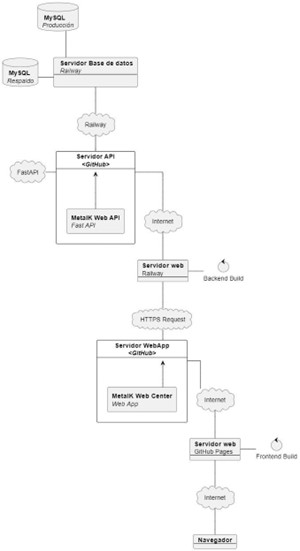 MySQL
Producción
MySQL
Respaldo
Servidor Base de datos
Railway
Railway
Servidor API
<GitHub>
FastAPI
MetalK Web API
Fast API
Internet
Servidor web
Railway
Backend Build
HTTPS Request
Servidor WebApp
<GitHub>
MetalK Web Center
Web App
Internet
Servidor web
GitHub Pages
Frontend Build
Internet
Navegador